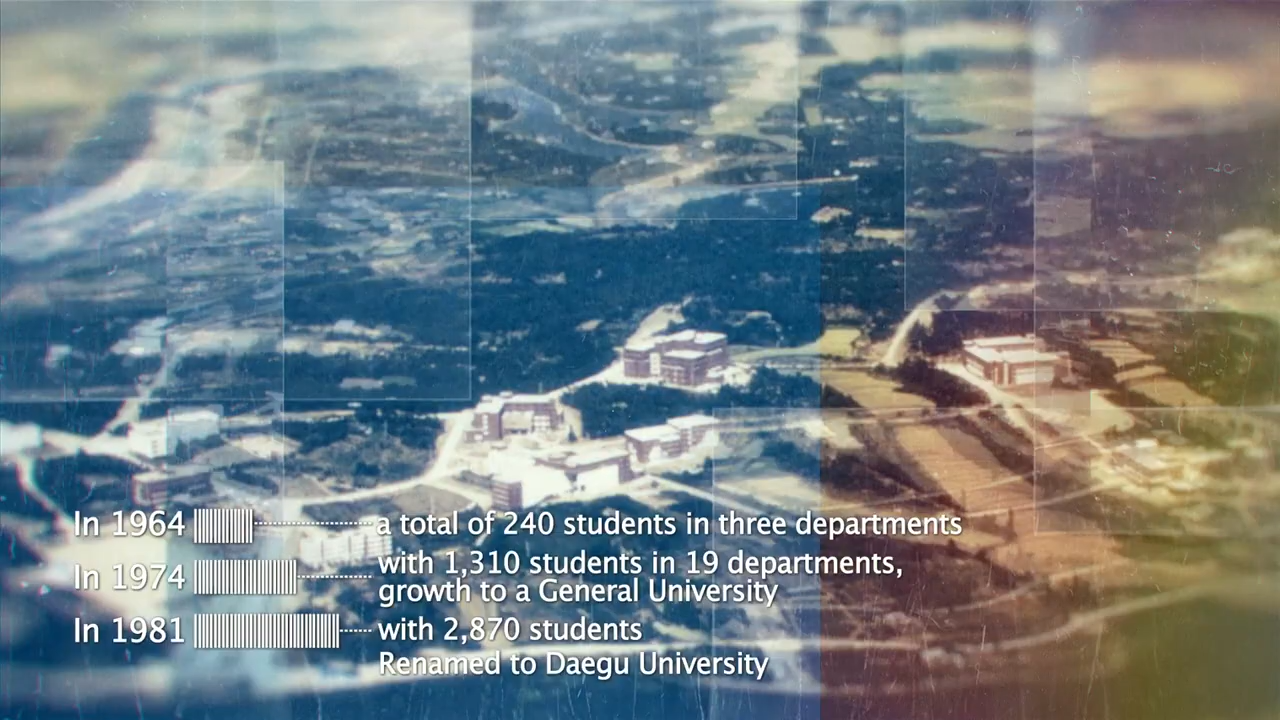 In 1964 a total of 240 students in three departments
In 1974 with 1,310 students in 19 departments,
growth to a General University
In 1981 with 2,870 students
Renamed to Daegu University